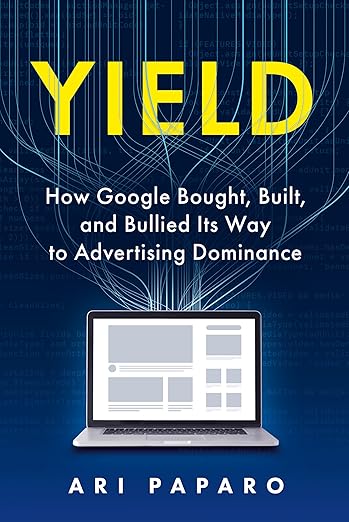 YIELD
How Google Bought, Built,
and Bullied Its Way
to Advertising Dominance
ARI PAPARO